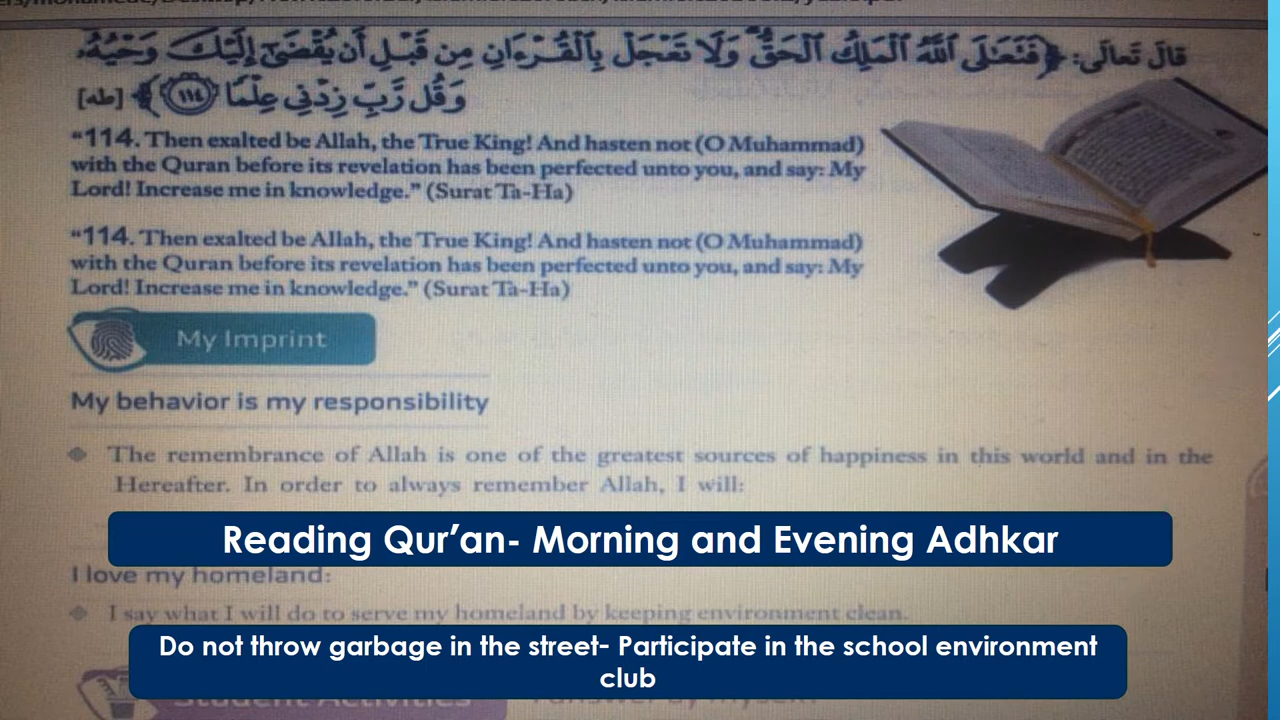 قالَ تَعالَى: ﴿فَتَعَٰلَى ٱللَّهُ ٱلْمَلِكُ ٱلْحَقُّ ۗ وَلَا تَعْجَلْ بِٱلْقُرْءَانِ مِن قَبْلِ أَن يُقْضَىٰٓ إِلَيْكَ وَحْيُهُۥ
وَقُل رَّبِّ زِدْنِى عِلْمًا ١١٤﴾ [طه]
“114. Then exalted be Allah, the True King! And hasten not (O Muhammad)
with the Quran before its revelation has been perfected unto you, and say: My
Lord! Increase me in knowledge.” (Surat Ta-Ha)
“114. Then exalted be Allah, the True King! And hasten not (O Muhammad)
with the Quran before its revelation has been perfected unto you, and say: My
Lord! Increase me in knowledge.” (Surat Ta-Ha)
My Imprint
My behavior is my responsibility
The remembrance of Allah is one of the greatest sources of happiness in this world and in the
Hereafter. In order to always remember Allah, I will:
Reading Qur’an- Morning and Evening Adhkar
I love my homeland:
I say what I will do to serve my homeland by keeping environment clean.
Do not throw garbage in the street- Participate in the school environment
club
Student Activities